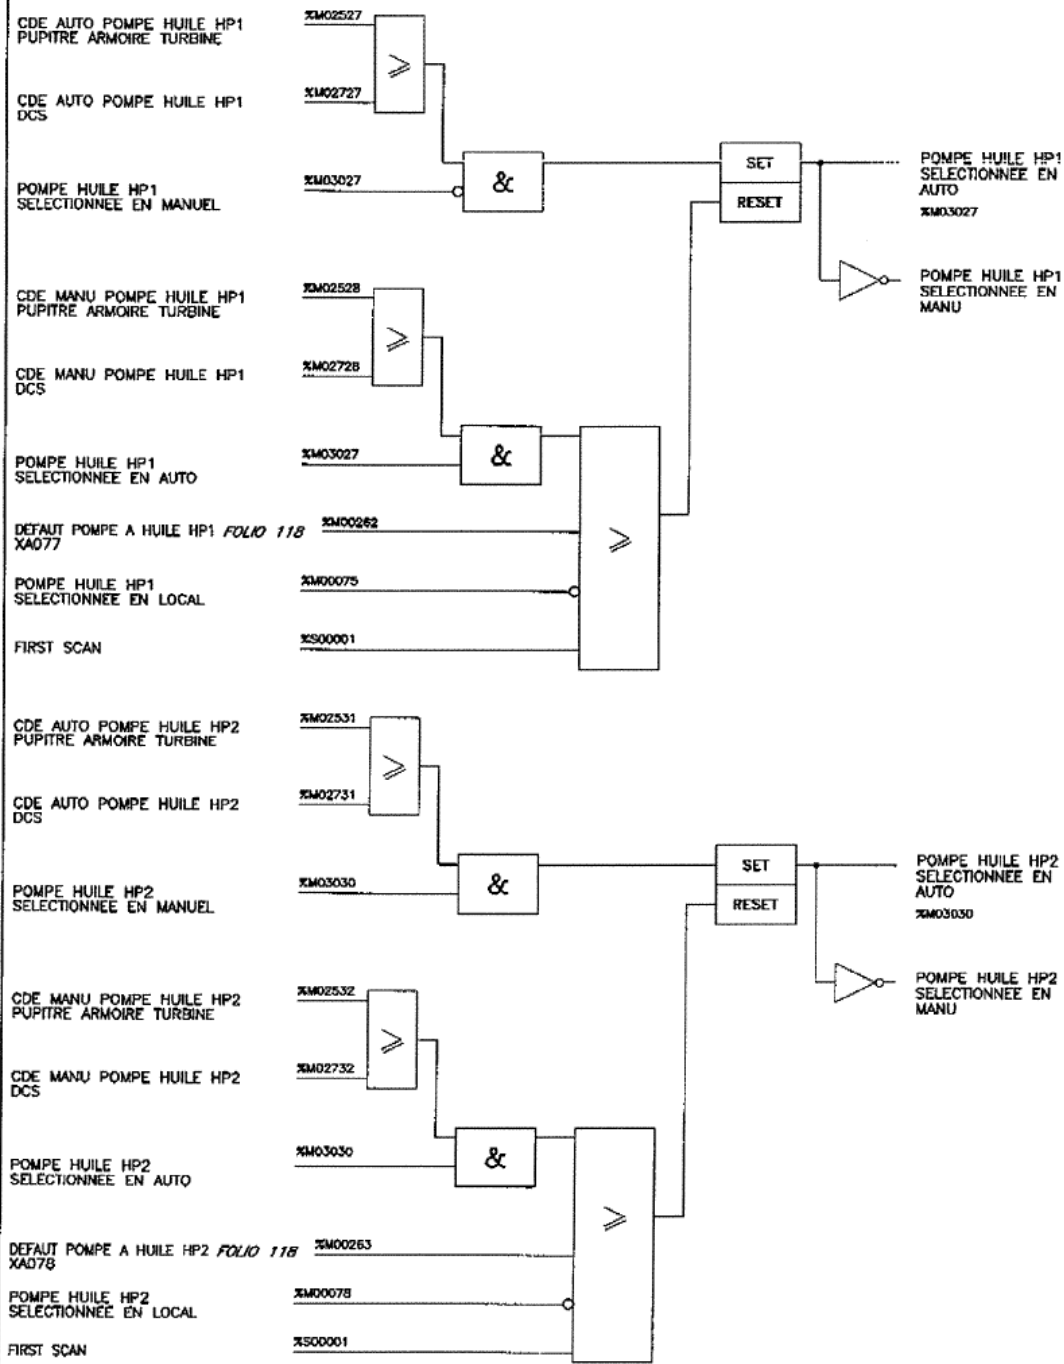 CDE AUTO POMPE HUILE HP1
PUPITRE ARMOIRE TURBINE
%M02527
≥
CDE AUTO POMPE HUILE HP1
DCS
%M02727
POMPE HUILE HP1
SELECTIONNEE EN MANUEL
%M03027
&
SET
RESET
POMPE HUILE HP1
SELECTIONNEE EN
AUTO
%M03027
POMPE HUILE HP1
SELECTIONNEE EN
MANU
CDE MANU POMPE HUILE HP1
PUPITRE ARMOIRE TURBINE
%M02528
≥
CDE MANU POMPE HUILE HP1
DCS
%M02728
POMPE HUILE HP1
SELECTIONNEE EN AUTO
%M03027
&
DEFAUT POMPE A HUILE HP1 FOLIO 118
XA077
%M00262
≥
POMPE HUILE HP1
SELECTIONNEE EN LOCAL
%M00075
FIRST SCAN
%S00001
CDE AUTO POMPE HUILE HP2
PUPITRE ARMOIRE TURBINE
%M02531
≥
CDE AUTO POMPE HUILE HP2
DCS
%M02731
POMPE HUILE HP2
SELECTIONNEE EN MANUEL
%M03030
&
SET
RESET
POMPE HUILE HP2
SELECTIONNEE EN
AUTO
%M03030
POMPE HUILE HP2
SELECTIONNEE EN
MANU
CDE MANU POMPE HUILE HP2
PUPITRE ARMOIRE TURBINE
%M02532
≥
CDE MANU POMPE HUILE HP2
DCS
%M02732
POMPE HUILE HP2
SELECTIONNEE EN AUTO
%M03030
&
≥
DEFAUT POMPE A HUILE HP2 FOLIO 118
XA078
%M00263
POMPE HUILE HP2
SELECTIONNEE EN LOCAL
%M00078
FIRST SCAN
%S00001